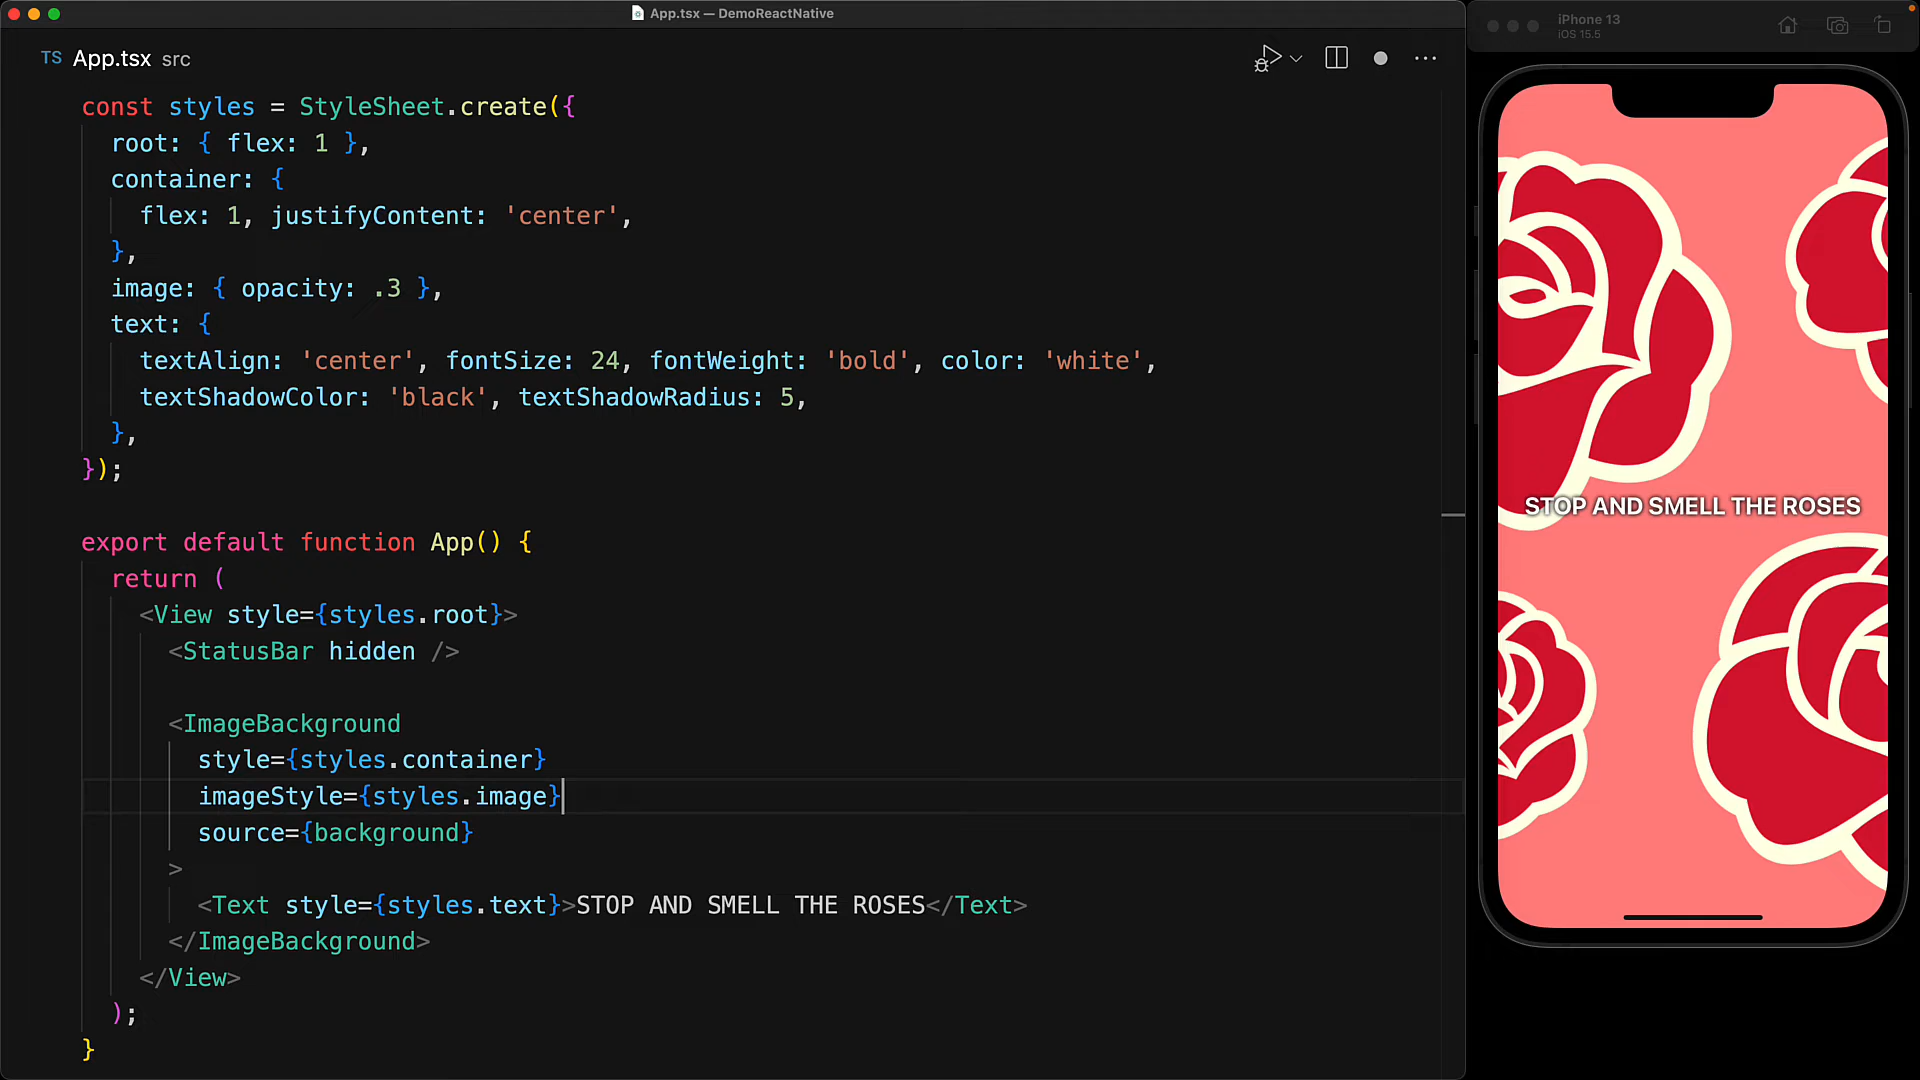 App.tsx — DemoReactNative
TS App.tsx src
const styles = StyleSheet.create({
root: { flex: 1 },
container: {
flex: 1, justifyContent: 'center',
},
image: { opacity: .3 },
text: {
textAlign: 'center', fontSize: 24, fontWeight: 'bold', color: 'white',
textShadowColor: 'black', textShadowRadius: 5,
},
});
export default function App() {
return (
<View style={styles.root}>
<StatusBar hidden />
<ImageBackground
style={styles.container}
imageStyle={styles.image}
source={background}
>
<Text style={styles.text}>STOP AND SMELL THE ROSES</Text>
</ImageBackground>
</View>
);
}
iPhone 13
iOS 15.5
STOP AND SMELL THE ROSES